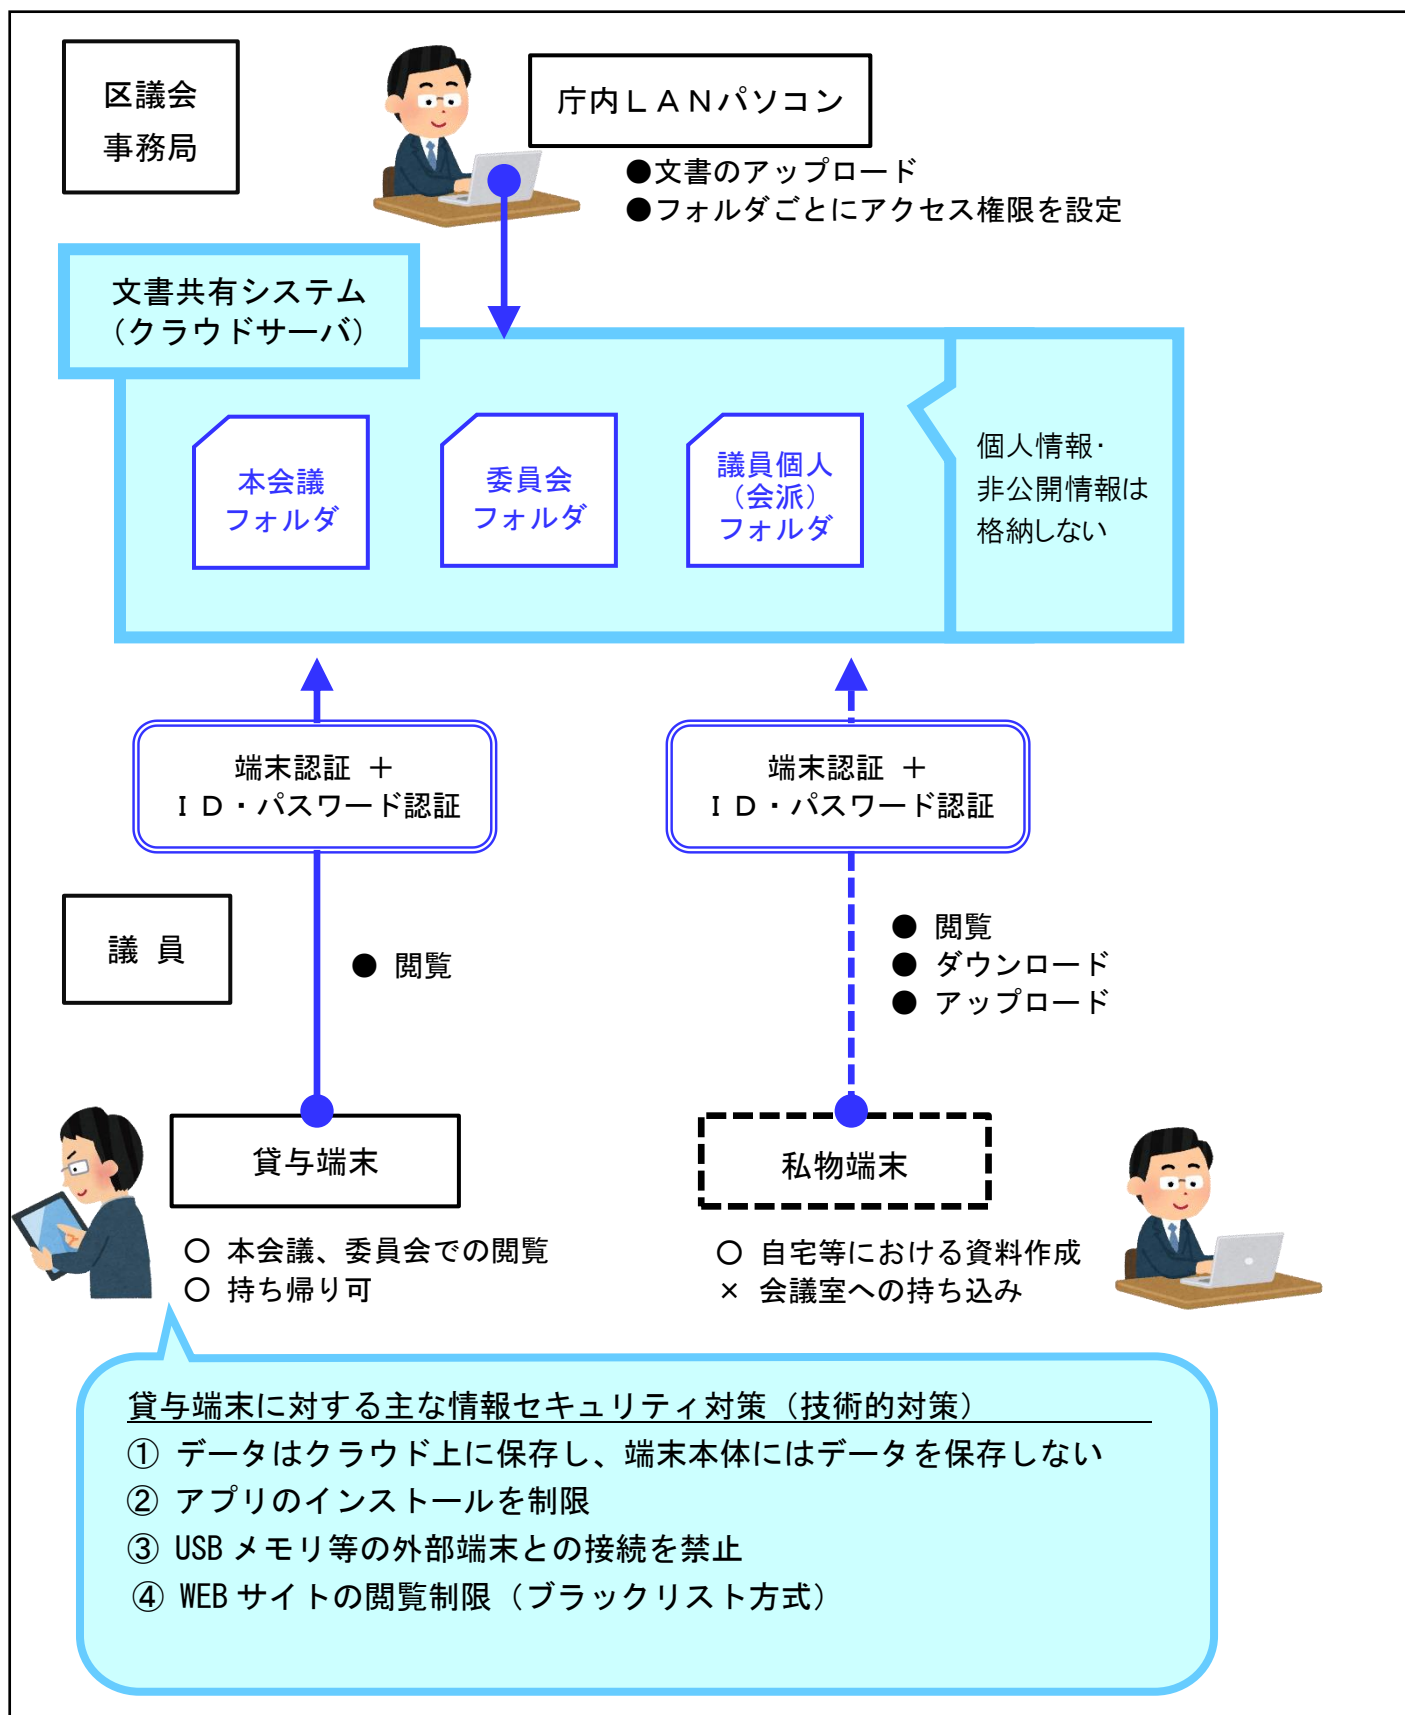 区議会
事務局
庁内ＬＡＮパソコン
●文書のアップロード
●フォルダごとにアクセス権限を設定
文書共有システム
（クラウドサーバ）
本会議
フォルダ
委員会
フォルダ
議員個人
（会派）
フォルダ
個人情報・
非公開情報は
格納しない
端末認証 ＋
ＩＤ・パスワード認証
端末認証 ＋
ＩＤ・パスワード認証
議 員
● 閲覧
● 閲覧
● ダウンロード
● アップロード
貸与端末
私物端末
○ 本会議、委員会での閲覧
○ 持ち帰り可
○ 自宅等における資料作成
× 会議室への持ち込み
貸与端末に対する主な情報セキュリティ対策（技術的対策）
① データはクラウド上に保存し、端末本体にはデータを保存しない
② アプリのインストールを制限
③ USBメモリ等の外部端末との接続を禁止
④ WEBサイトの閲覧制限（ブラックリスト方式）